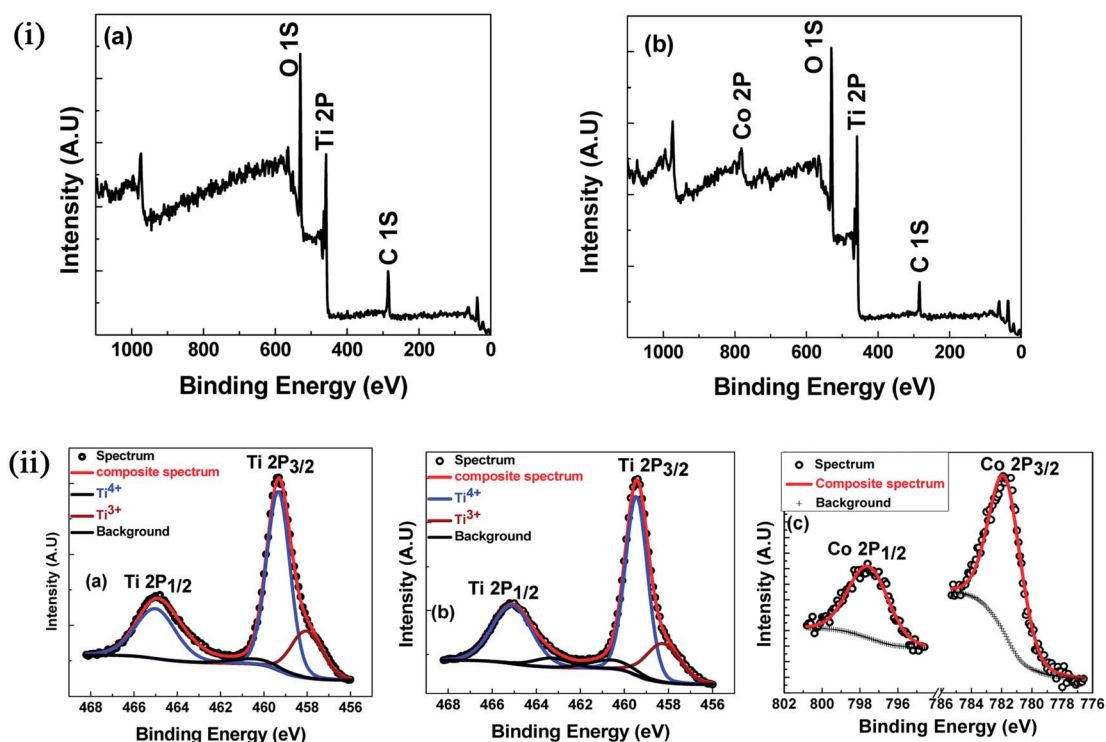 (i)
(a)
O 1S
Ti 2P
C 1S
Intensity (A.U)
1000 800 600 400 200 0
Binding Energy (eV)
(b)
Co 2P
O 1S
Ti 2P
C 1S
Intensity (A.U)
1000 800 600 400 200 0
Binding Energy (eV)
(ii)
Spectrum
composite spectrum
Ti4+
Ti3+
Background
Ti 2P3/2
(a)
Ti 2P1/2
Intensity (A.U)
468 466 464 462 460 458 456
Binding Energy (eV)
Spectrum
composite spectrum
Ti4+
Ti3+
Background
Ti 2P3/2
Ti 2P1/2
(b)
Intensity (A.U)
468 466 464 462 460 458 456
Binding Energy (eV)
Spectrum
Composite spectrum
Background
Co 2P3/2
(c)
Co 2P1/2
Intensity (A.U)
802 800 798 796 786 784 782 780 778 776
Binding Energy (eV)